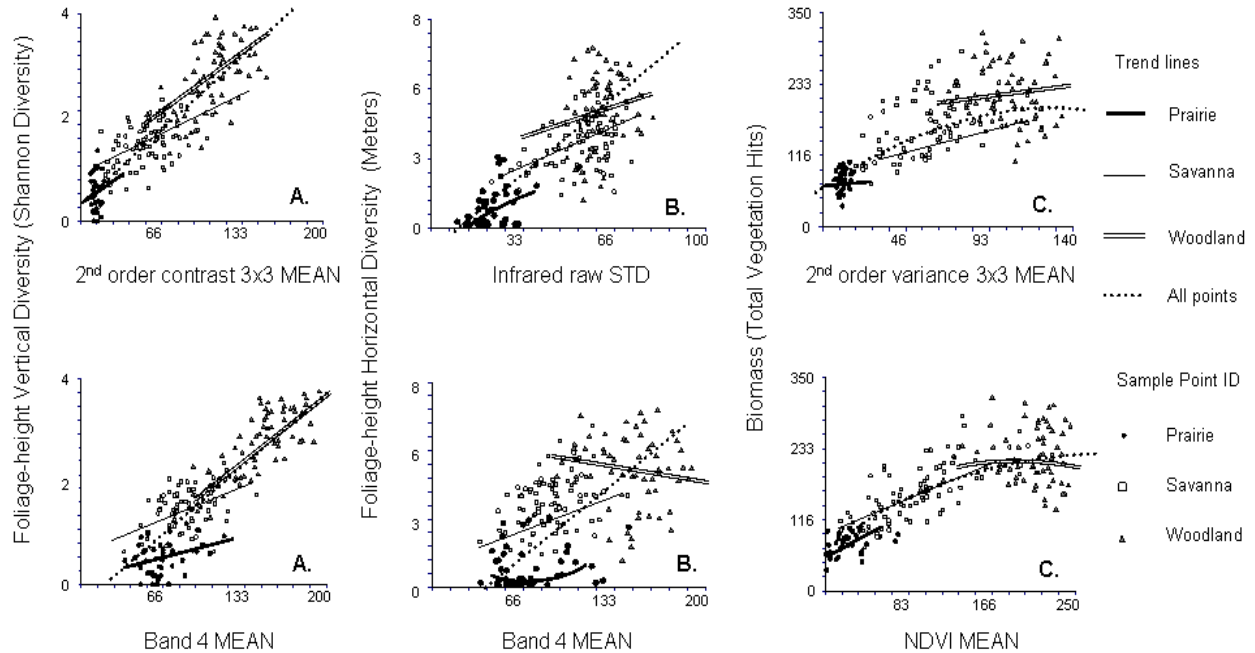 Foliage-height Vertical Diversity (Shannon Diversity)
4
2
0
66
133
200
A.
2nd order contrast 3x3 MEAN
Foliage-height Horizontal Diversity (Meters)
8
6
3
0
33
66
100
B.
Infrared raw STD
Biomass (Total Vegetation Hits)
350
233
116
0
46
93
140
C.
2nd order variance 3x3 MEAN
Trend lines
Prairie
Savanna
Woodland
All points
4
2
0
66
133
200
A.
Band 4 MEAN
8
6
3
0
66
133
200
B.
Band 4 MEAN
350
233
116
0
83
166
250
C.
NDVI MEAN
Sample Point ID
Prairie
Savanna
Woodland